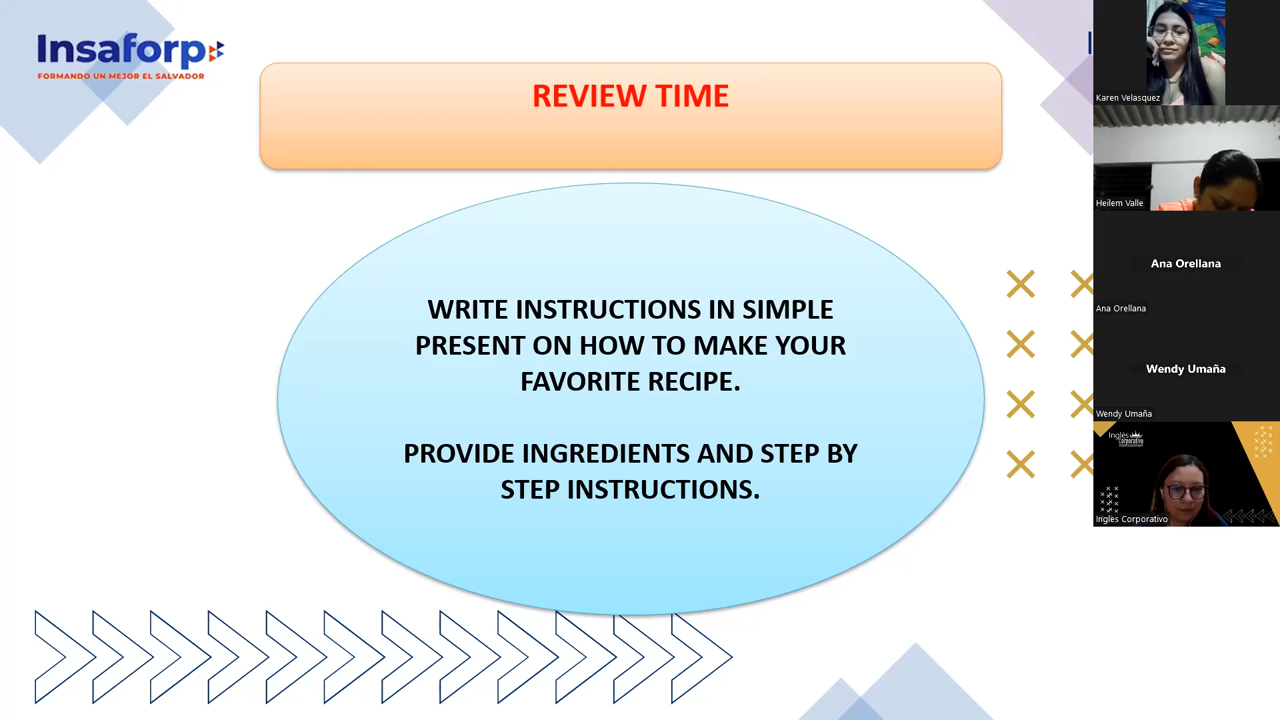 Insaforp
FORMANDO UN MEJOR EL SALVADOR
REVIEW TIME
WRITE INSTRUCTIONS IN SIMPLE
PRESENT ON HOW TO MAKE YOUR
FAVORITE RECIPE.
PROVIDE INGREDIENTS AND STEP BY
STEP INSTRUCTIONS.
Karen Velasquez
Heilem Valle
Ana Orellana
Ana Orellana
Wendy Umaña
Wendy Umaña
Inglés
Corporativo
Ingles Corporativo